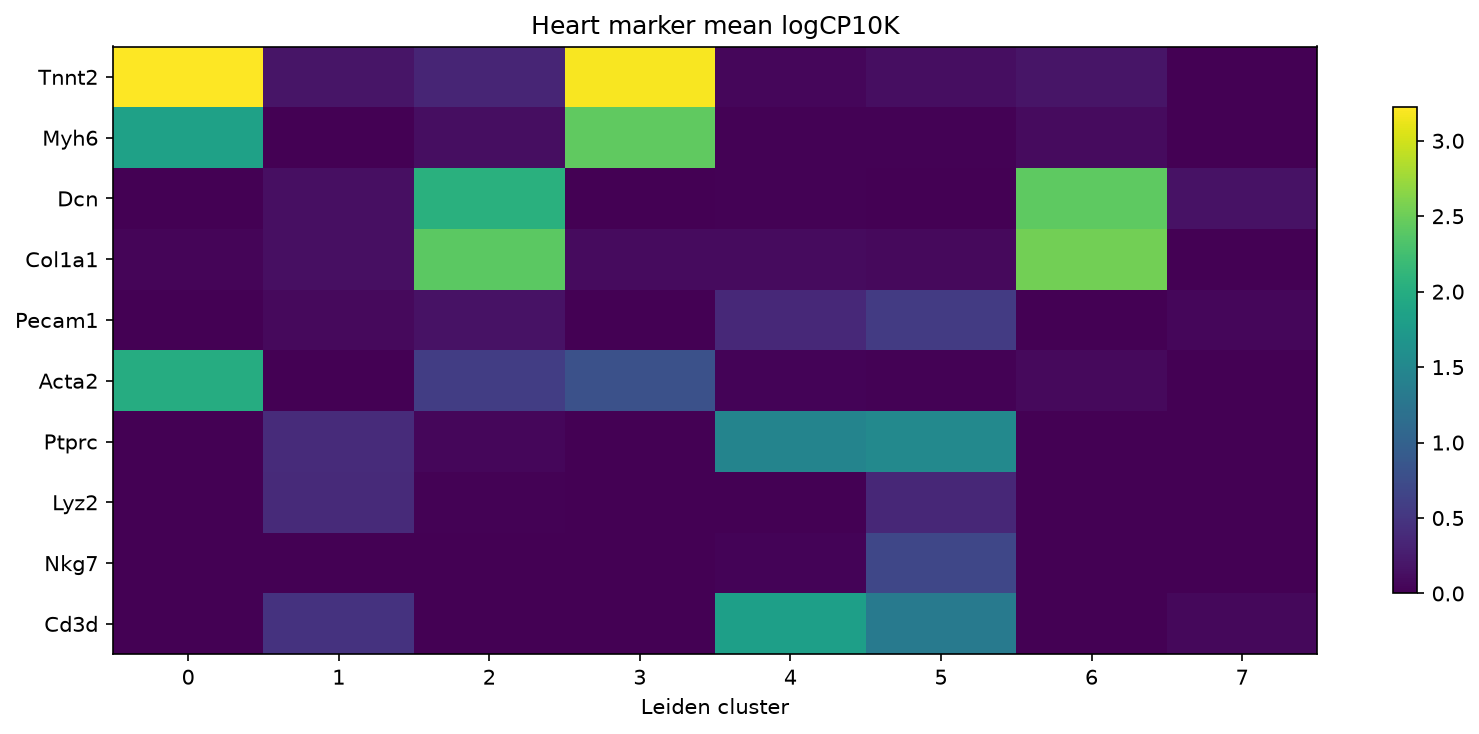 Heart marker mean logCP10K
Tnnt2
Myh6
Dcn
Col1a1
Pecam1
Acta2
Ptprc
Lyz2
Nkg7
Cd3d
0 1 2 3 4 5 6 7
Leiden cluster
3.0
2.5
2.0
1.5
1.0
0.5
0.0